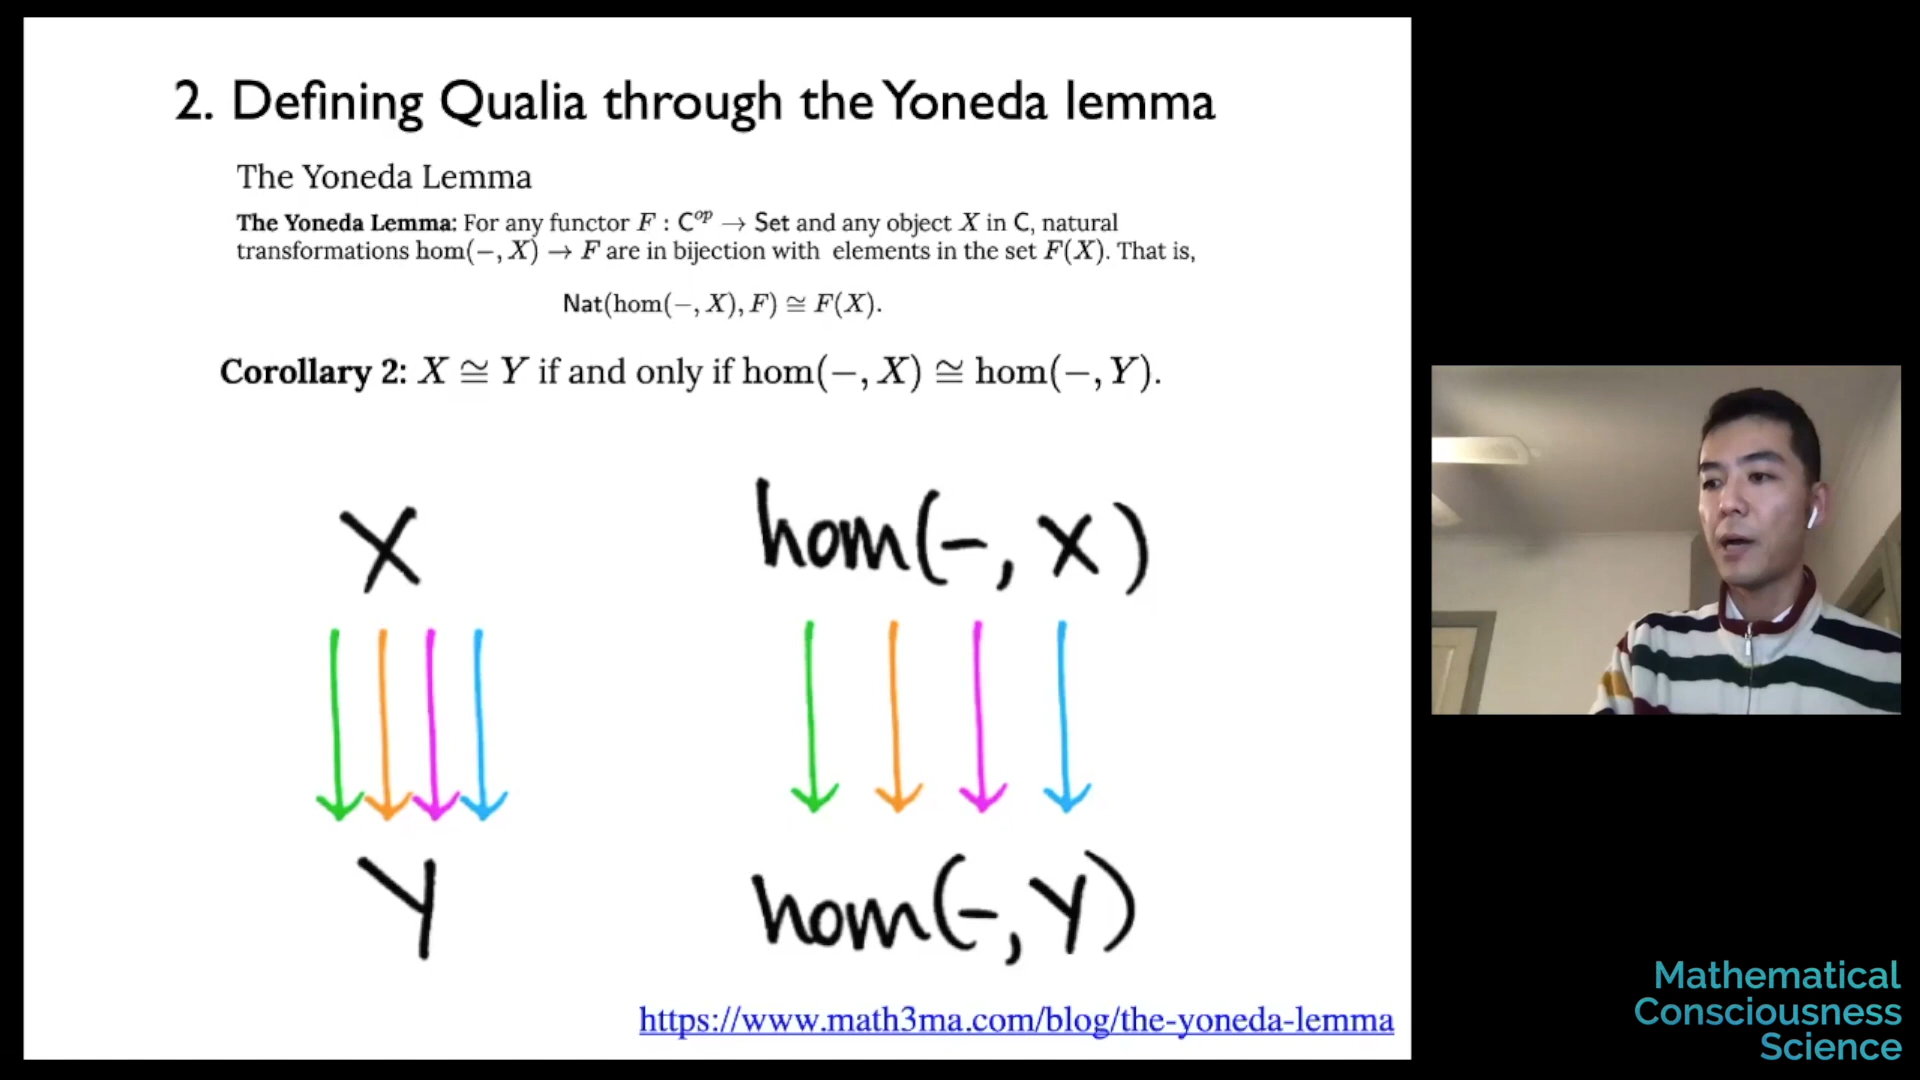 2. Defining Qualia through the Yoneda lemma
The Yoneda Lemma
The Yoneda Lemma: For any functor F : C^op → Set and any object X in C, natural
transformations hom(−, X) → F are in bijection with elements in the set F(X). That is,
Nat(hom(−, X), F) ≅ F(X).
Corollary 2: X ≅ Y if and only if hom(−, X) ≅ hom(−, Y).
X
Y
hom(-, X)
hom(-, Y)
https://www.math3ma.com/blog/the-yoneda-lemma
Mathematical
Consciousness
Science